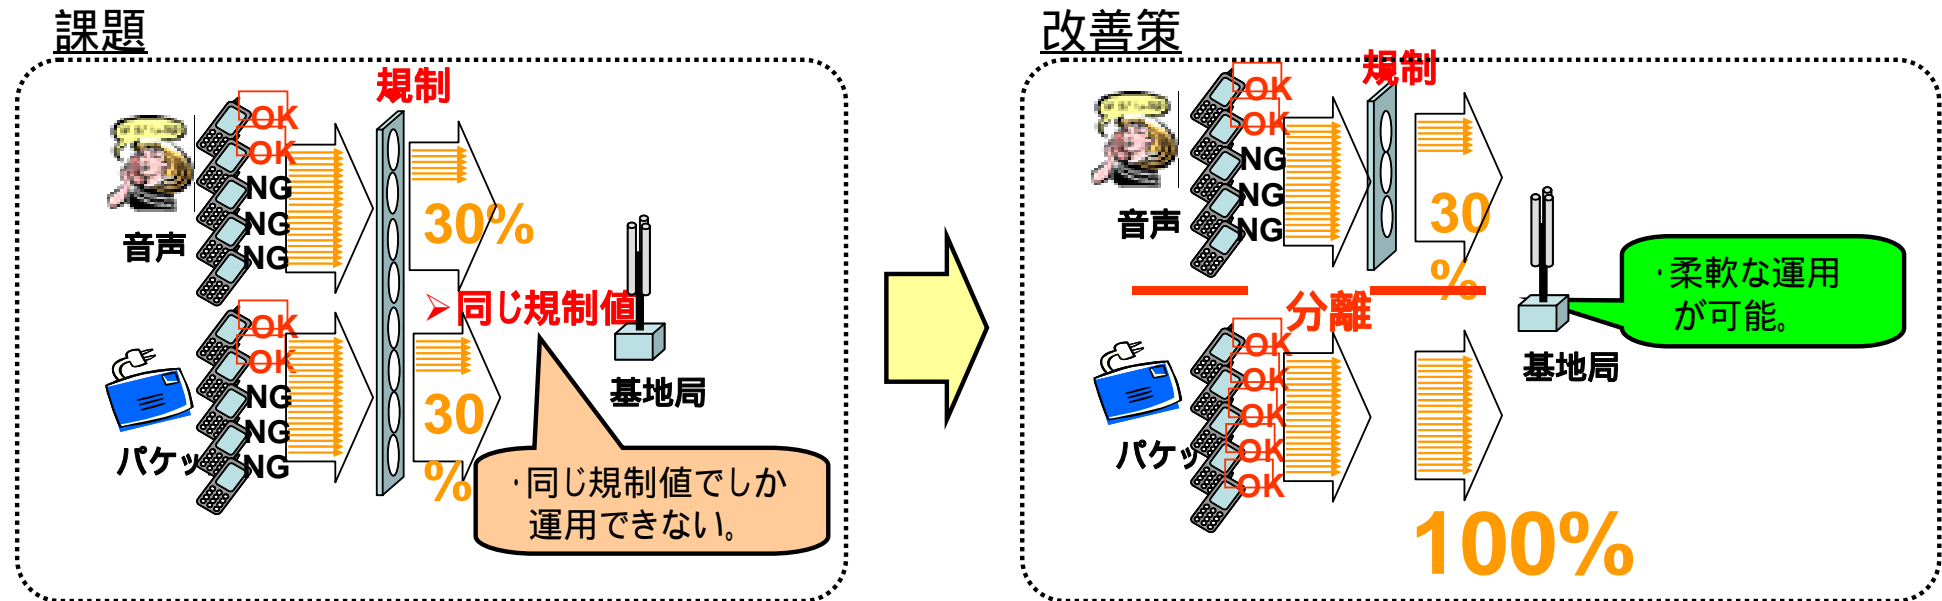 課題
規制
OK
OK
NG
NG
NG
音声
30%
➢同じ規制値
OK
OK
NG
NG
NG
パケッ
30
%
基地局
・同じ規制値でしか
運用できない。
改善策
規制
OK
OK
NG
NG
NG
音声
30
%
分離
OK
OK
OK
OK
OK
パケッ
100%
基地局
・柔軟な運用
が可能。